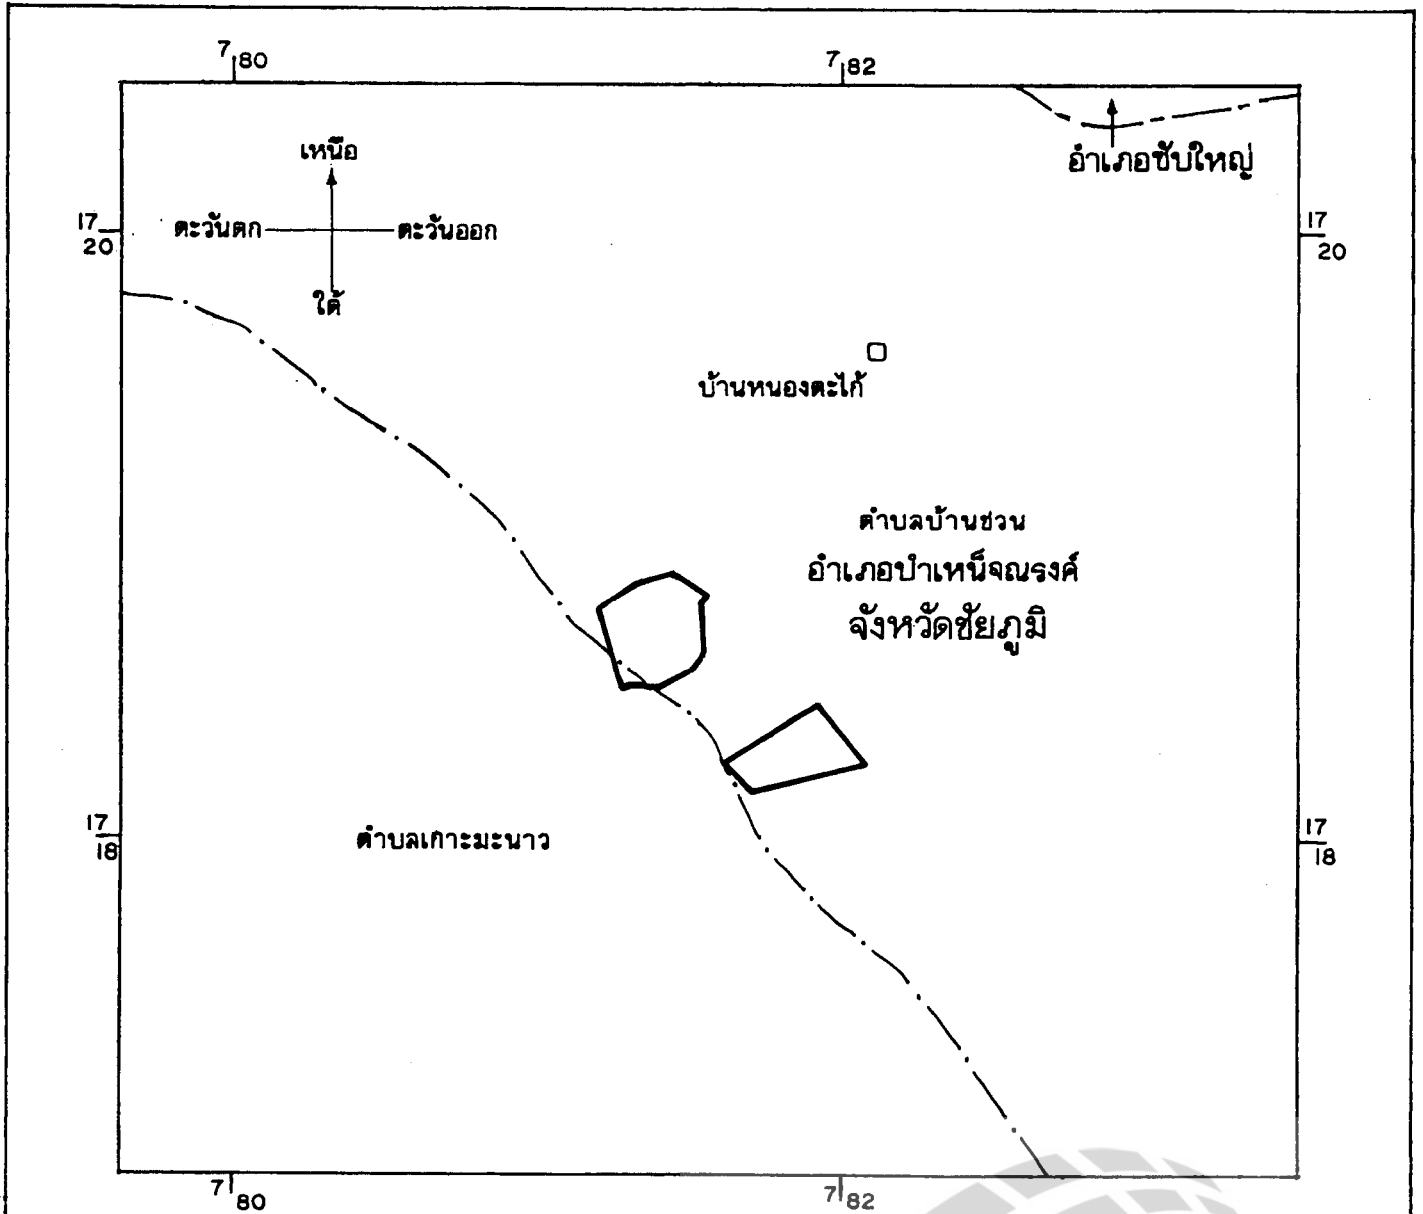 7 80
7 82
เหนือ
อำเภอซับใหญ่
17 20
ตะวันตก
ตะวันออก
17 20
ใต้
บ้านหนองตะไก้
ตำบลบ้านชวน
อำเภอบำเหน็จณรงค์
จังหวัดชัยภูมิ
17 18
ตำบลเกาะมะนาว
17 18
7 80
7 82